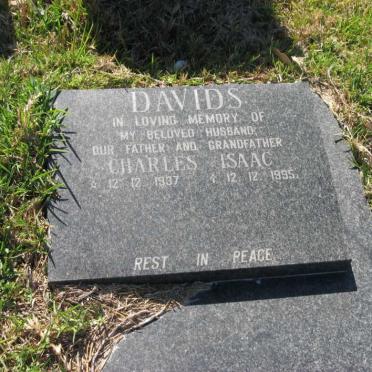 DAVIDS
IN LOVING MEMORY OF
MY BELOVED HUSBAND,
OUR FATHER AND GRANDFATHER
CHARLES ISAAC
* 12. 12. 1937 † 12. 12. 1995.
REST IN PEACE